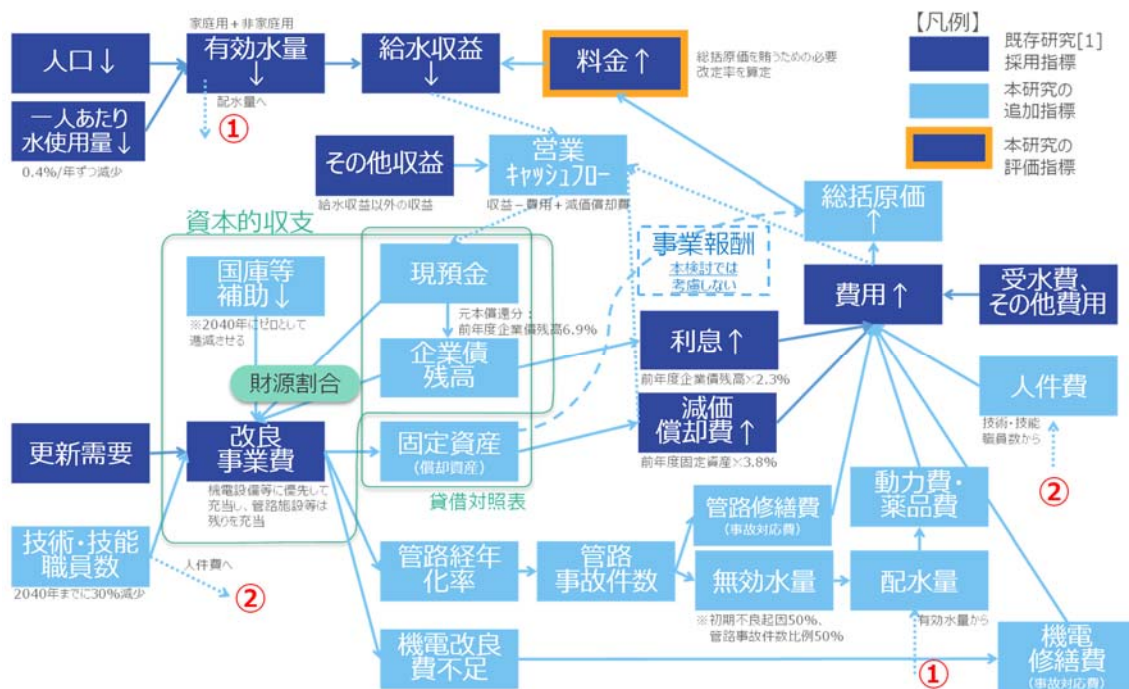 【凡例】
既存研究[1]
採用指標
本研究の
追加指標
本研究の
評価指標
家庭用+非家庭用
人口↓
有効水量
↓
給水収益
↓
料金↑
総括原価を賄うための必要
改定率を算定
配水量へ
①
一人あたり
水使用量↓
0.4%/年ずつ減少
その他収益
給水収益以外の収益
営業
キャッシュフロー
収益-費用+減価償却費
総括原価
↑
資本的収支
国庫等
補助↓
※2040年にゼロとして
逓減させる
現預金
元本償還分:
前年度企業債残高6.9%
企業債
残高
事業報酬
本検討では
考慮しない
費用↑
受水費、
その他費用
利息↑
前年度企業債残高×2.3%
財源割合
人件費
技術・技能
職員数から
②
更新需要
改良
事業費
機電設備等に優先して
充当し、管路施設等は
残りを充当
固定資産
(償却資産)
貸借対照表
減価
償却費↑
前年度固定資産×3.8%
動力費・
薬品費
管路修繕費
(事故対応費)
技術・技能
職員数
2040年までに30%減少
人件費へ
②
管路経年
化率
管路
事故件数
無効水量
※初期不良起因50%、
管路事故件数比例50%
配水量
有効水量から
①
機電改良
費不足
機電
修繕費
(事故対応費)